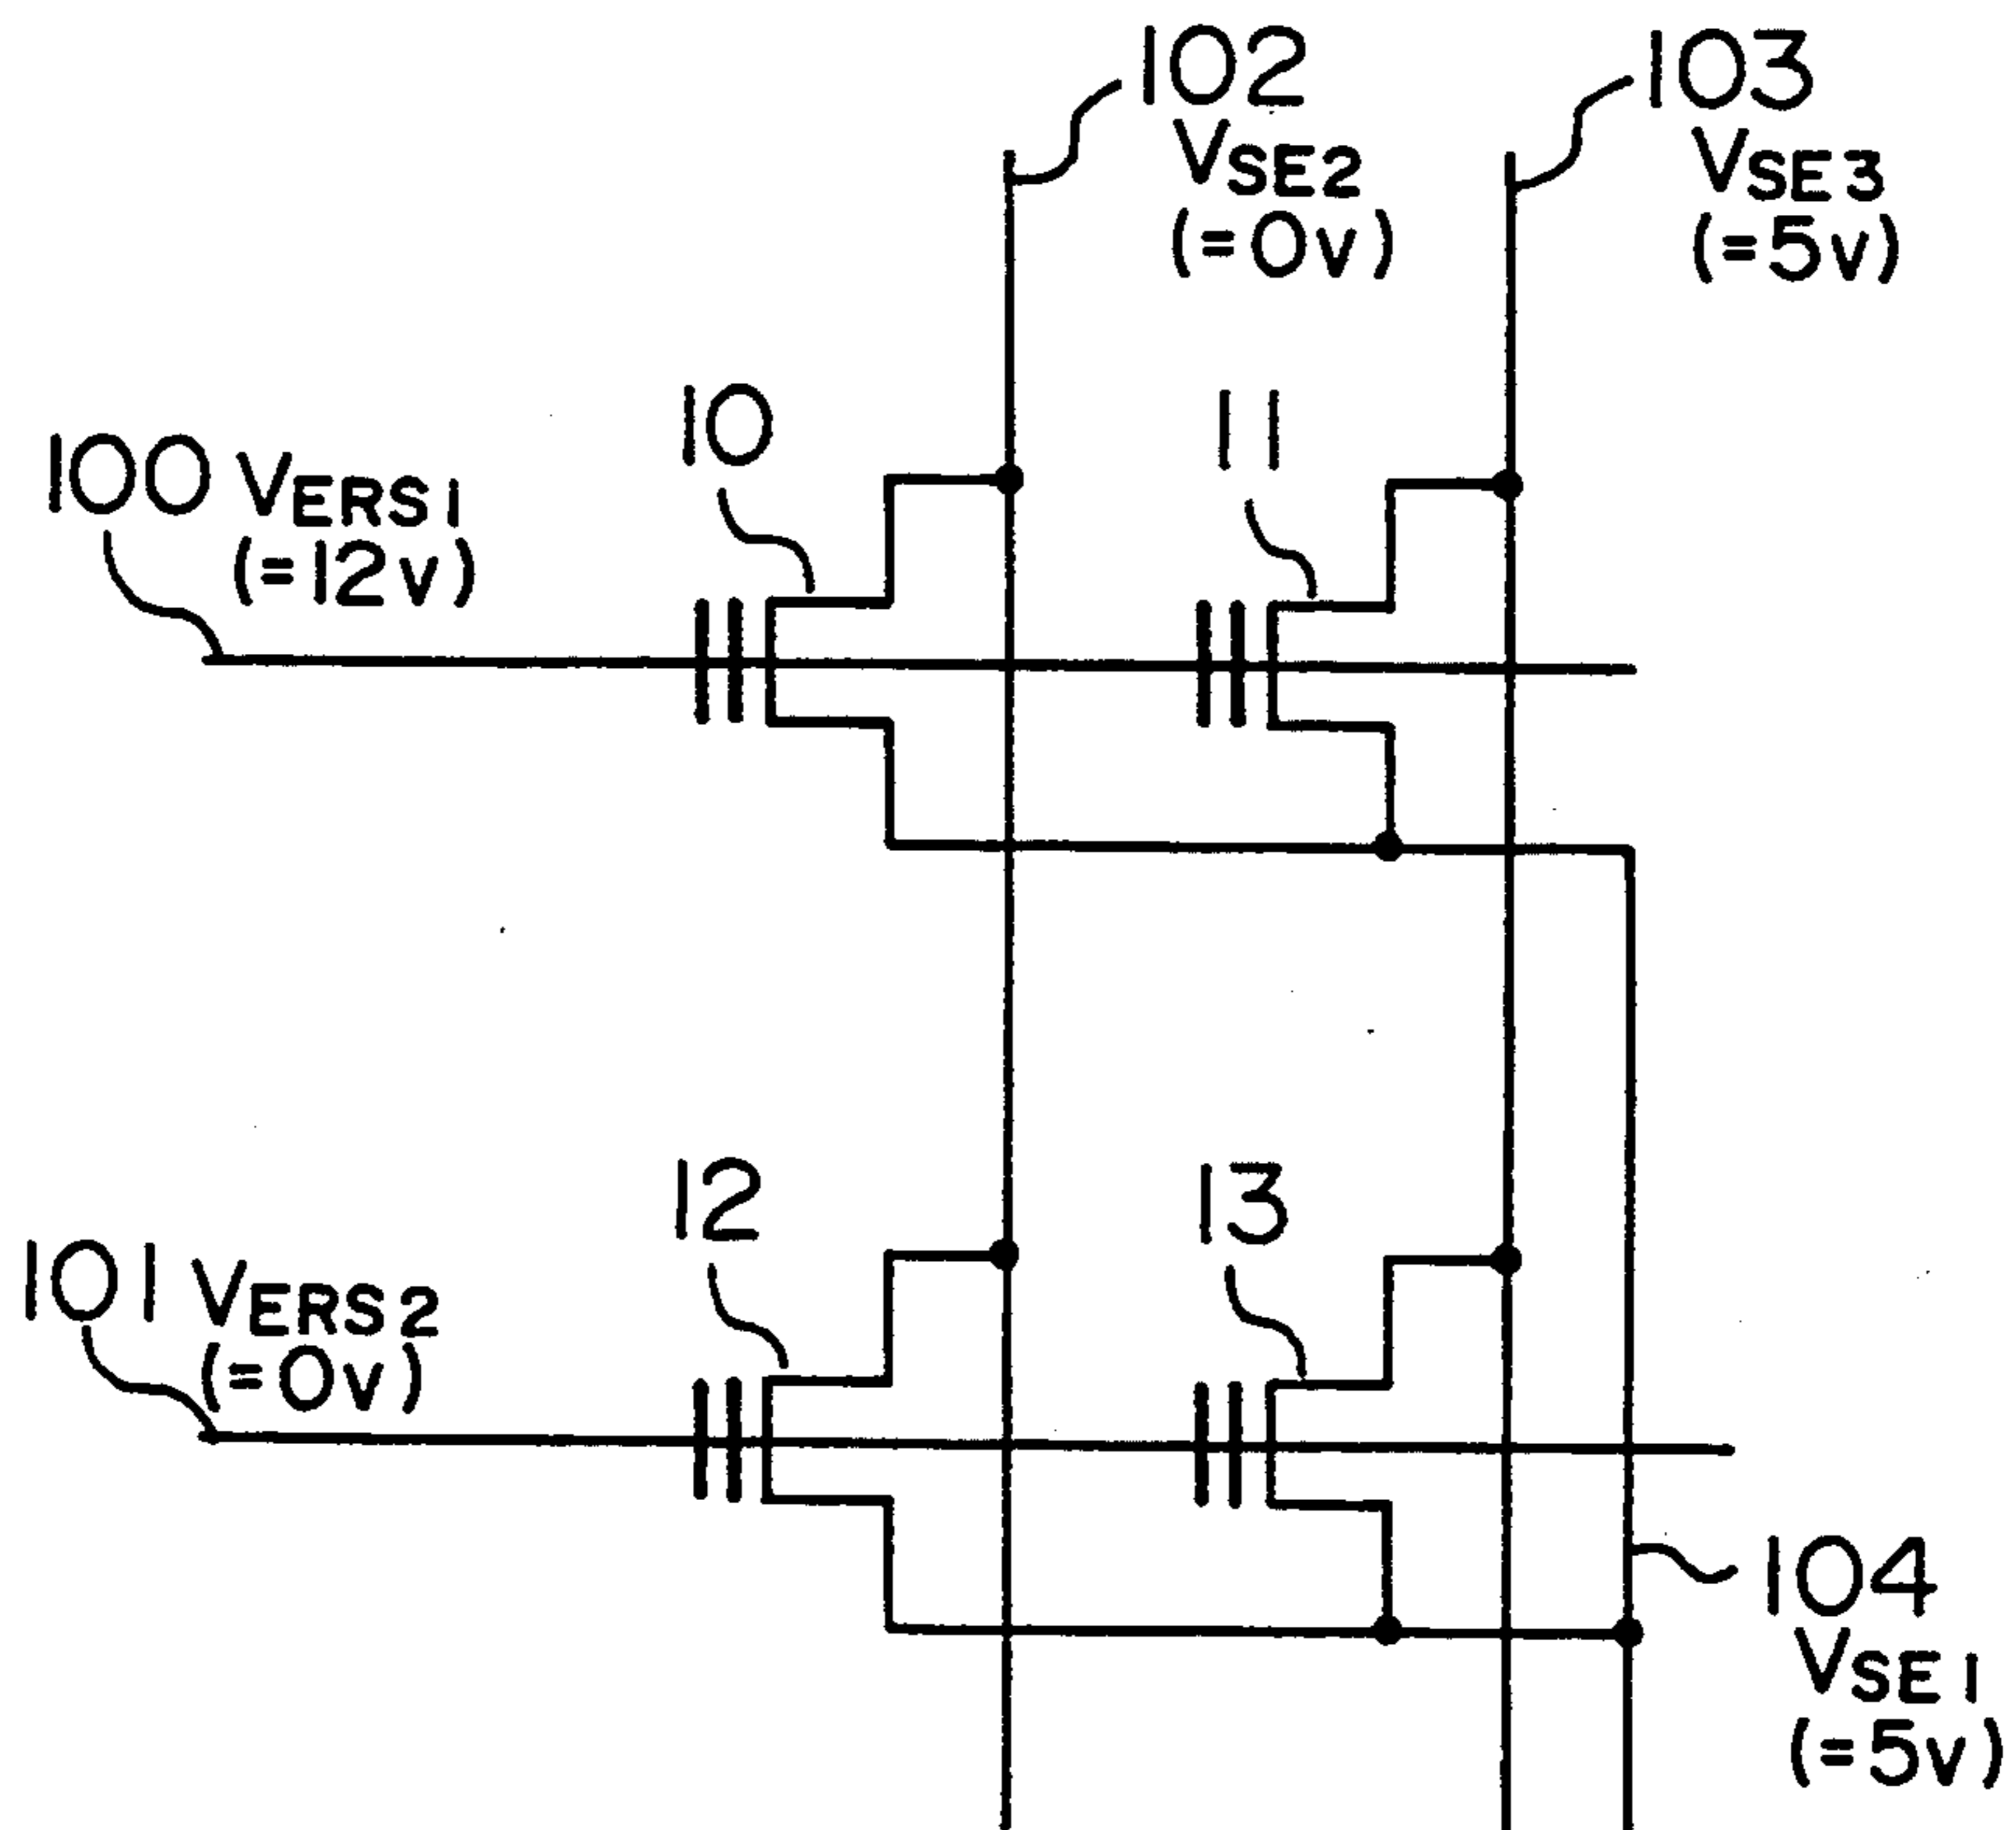 102
VSE2
(=0V)
103
VSE3
(=5V)
10
11
100 VERS1
(=12V)
12
13
101 VERS2
(=0V)
104
VSE1
(=5V)